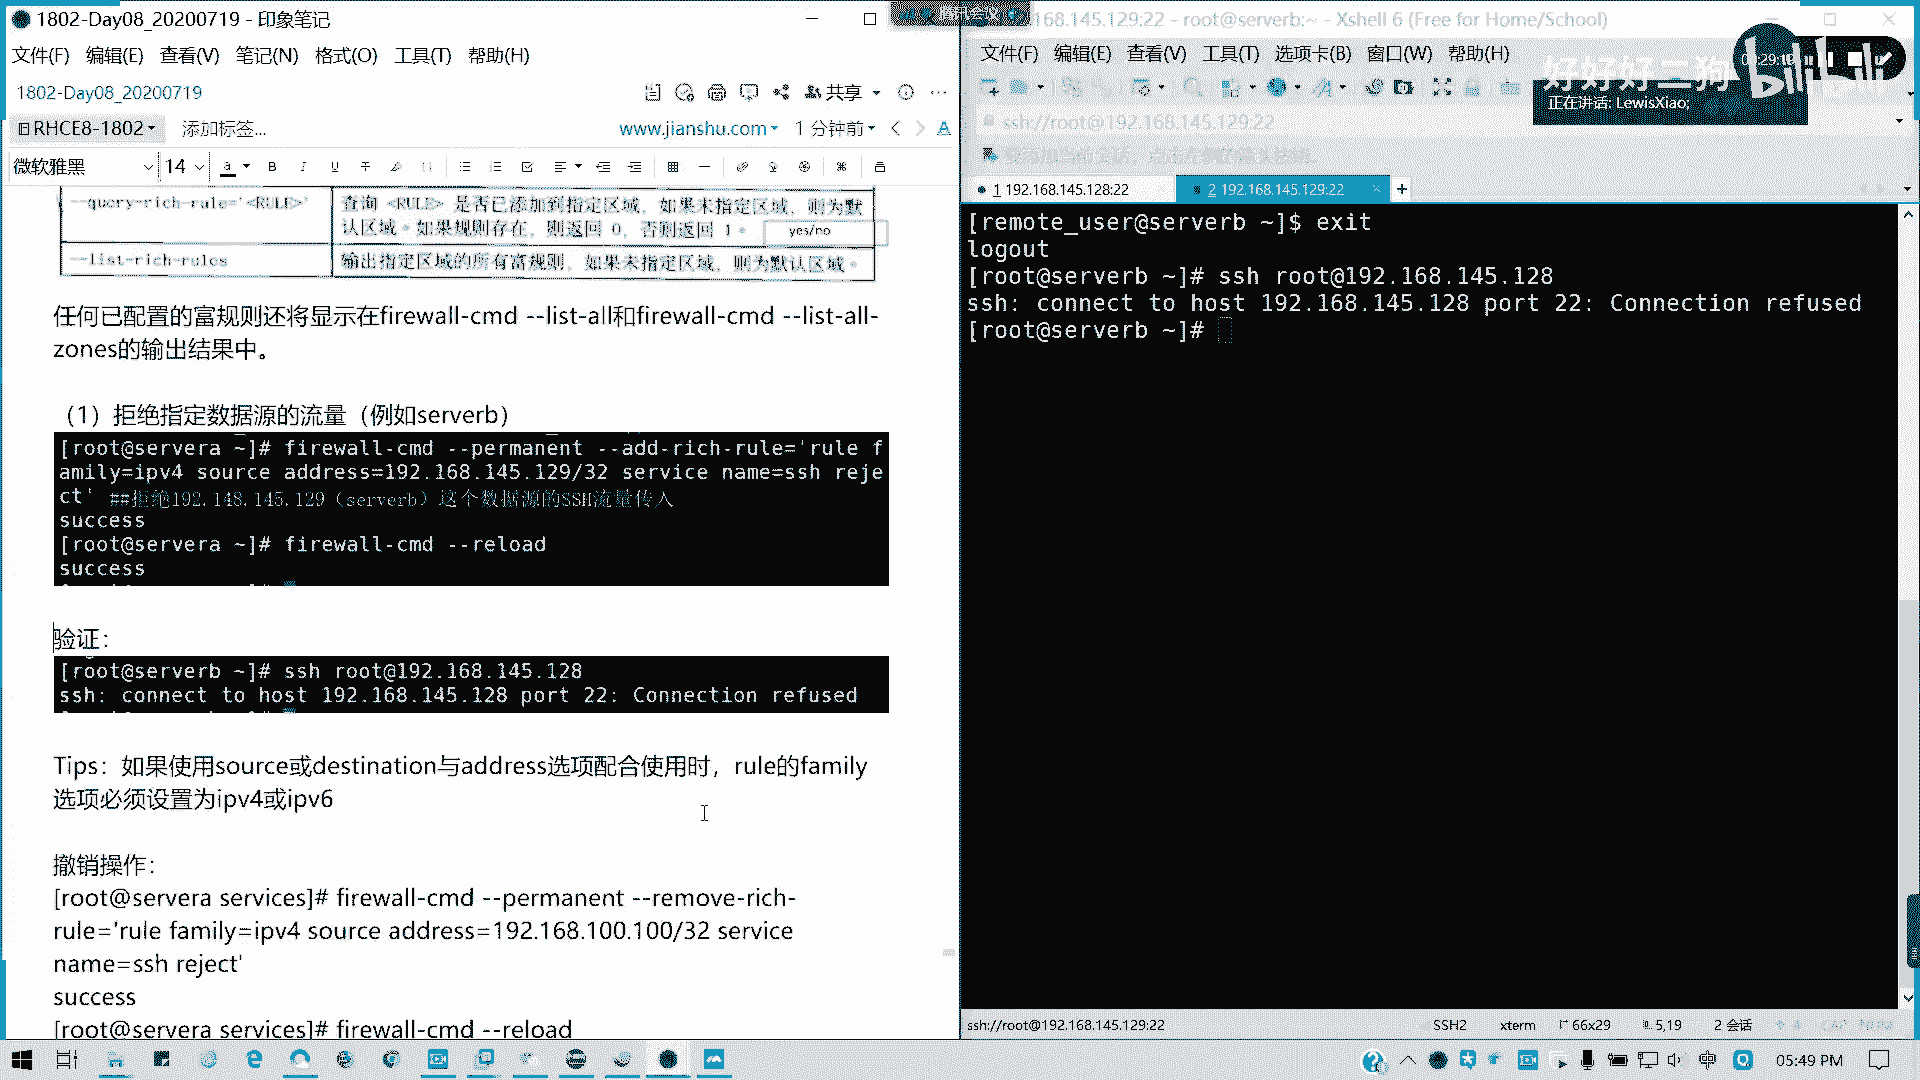 1802-Day08_20200719 - 印象笔记
文件(F) 编辑(E) 查看(V) 笔记(N) 格式(O) 工具(T) 帮助(H)
1802-Day08_20200719
共享
RHCE8-1802
添加标签...
www.jianshu.com
1 分钟前
微软雅黑
14
--query-rich-rule='<RULE>'
查询 <RULE> 是否已添加到指定区域，如果未指定区域，则为默
认区域。如果规则存在，则返回 0，否则返回 1。
yes/no
--list-rich-rules
输出指定区域的所有富规则，如果未指定区域，则为默认区域。
任何已配置的富规则还将显示在firewall-cmd --list-all和firewall-cmd --list-all-
zones的输出结果中。
（1）拒绝指定数据源的流量（例如serverb）
[root@servera ~]# firewall-cmd --permanent --add-rich-rule='rule f
amily=ipv4 source address=192.168.145.129/32 service name=ssh reje
ct' ##拒绝192.148.145.129（serverb）这个数据源的SSH流量传入
success
[root@servera ~]# firewall-cmd --reload
success
验证：
[root@serverb ~]# ssh root@192.168.145.128
ssh: connect to host 192.168.145.128 port 22: Connection refused
Tips：如果使用source或destination与address选项配合使用时，rule的family
选项必须设置为ipv4或ipv6
撤销操作：
[root@servera services]# firewall-cmd --permanent --remove-rich-
rule='rule family=ipv4 source address=192.168.100.100/32 service
name=ssh reject'
success
[root@servera services]# firewall-cmd --reload
腾讯会议
168.145.129:22 - root@serverb:~ - Xshell 6 (Free for Home/School)
文件(F) 编辑(E) 查看(V) 工具(T) 选项卡(B) 窗口(W) 帮助(H)
好好好二狗
bilibili
正在讲话: LewisXiao;
ssh://root@192.168.145.129:22
1 192.168.145.128:22
2 192.168.145.129:22
[remote_user@serverb ~]$ exit
logout
[root@serverb ~]# ssh root@192.168.145.128
ssh: connect to host 192.168.145.128 port 22: Connection refused
[root@serverb ~]#
ssh://root@192.168.145.129:22
SSH2
xterm
66x29
5,19
2 会话
中
05:49 PM